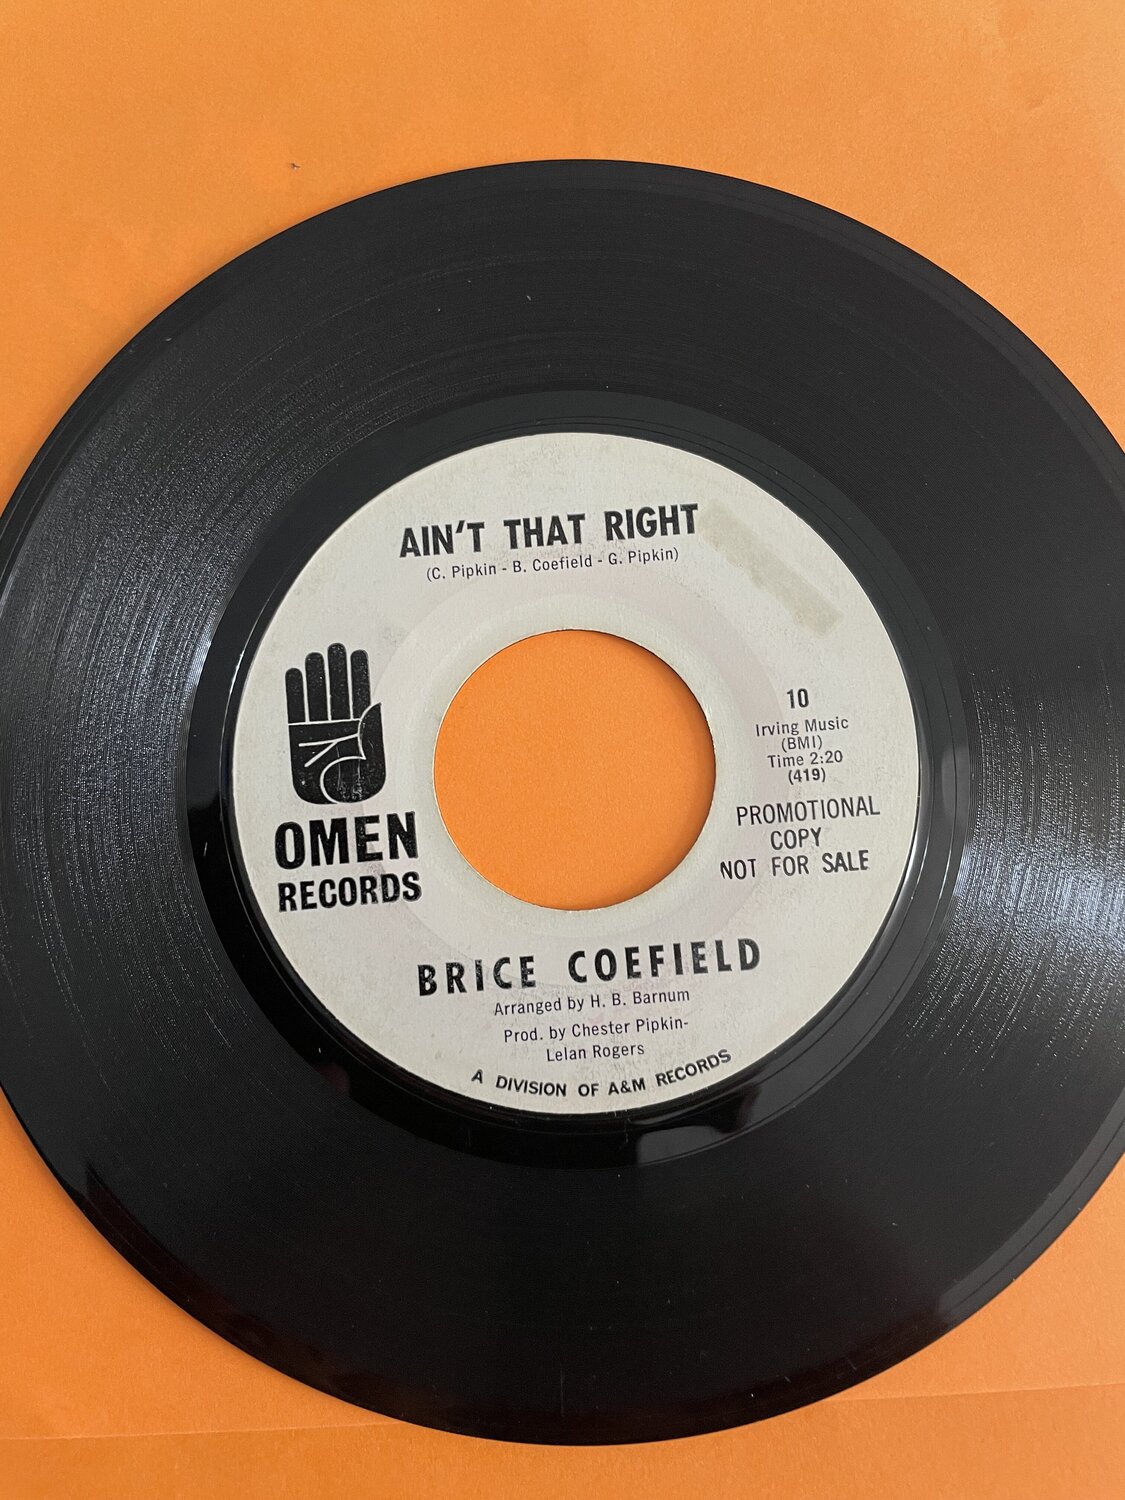 AIN'T THAT RIGHT
(C. Pipkin - B. Coefield - G. Pipkin)
OMEN
RECORDS
10
Irving Music
(BMI)
Time 2:20
(419)
PROMOTIONAL
COPY
NOT FOR SALE
BRICE COEFIELD
Arranged by H. B. Barnum
Prod. by Chester Pipkin-
Lelan Rogers
A DIVISION OF A&M RECORDS